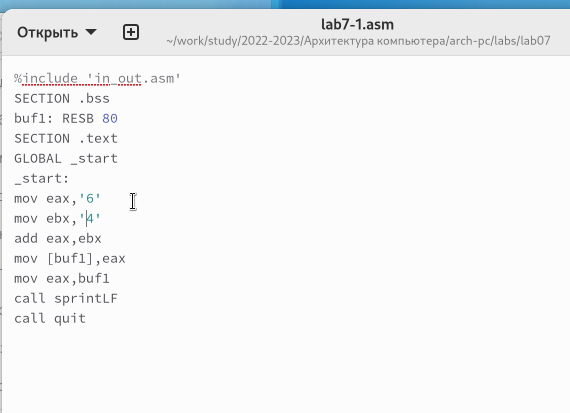 Открыть
lab7-1.asm
~/work/study/2022-2023/Архитектура компьютера/arch-pc/labs/lab07
%include 'in_out.asm'
SECTION .bss
buf1: RESB 80
SECTION .text
GLOBAL _start
_start:
mov eax,'6'
mov ebx,'4'
add eax,ebx
mov [buf1],eax
mov eax,buf1
call sprintLF
call quit